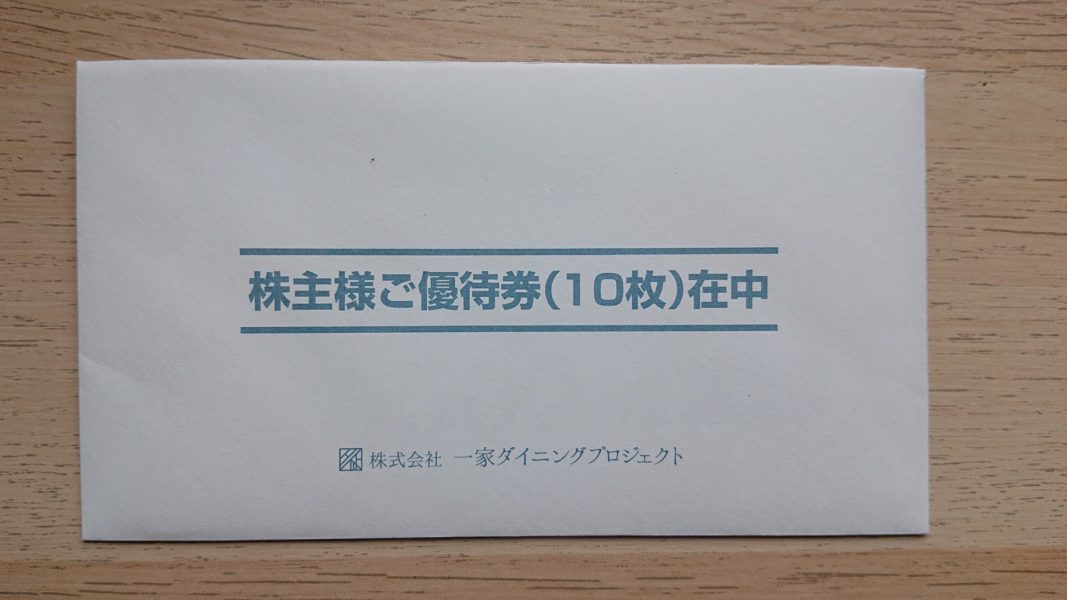 株主様ご優待券(10枚)在中
株式会社 一家ダイニングプロジェクト